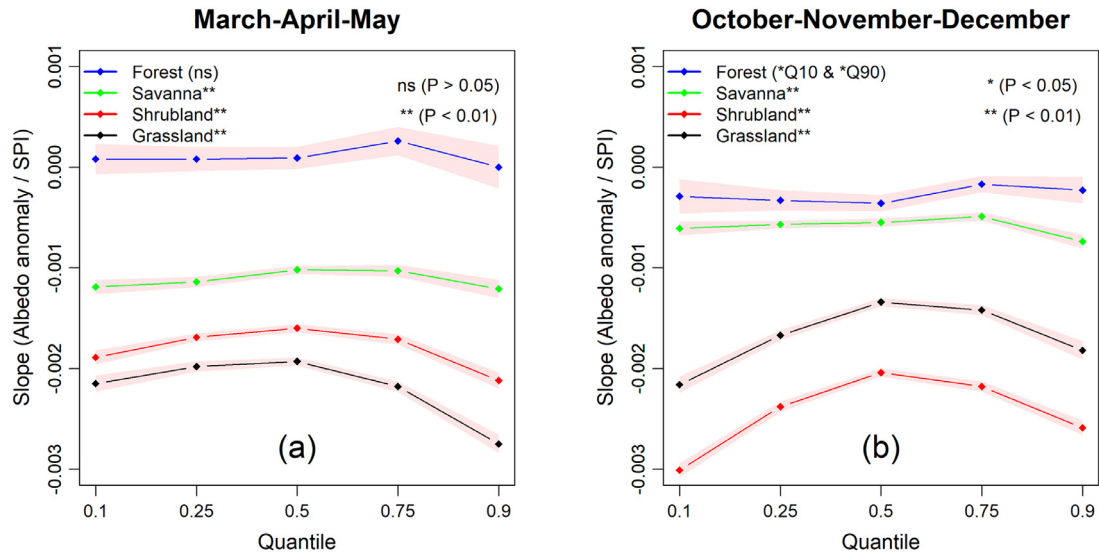 March-April-May
Slope (Albedo anomaly / SPI)
0.001
0.000
-0.001
-0.002
-0.003
Forest (ns)
Savanna**
Shrubland**
Grassland**
ns (P > 0.05)
** (P < 0.01)
(a)
0.1 0.25 0.5 0.75 0.9
Quantile
October-November-December
Slope (Albedo anomaly / SPI)
0.001
0.000
-0.001
-0.002
-0.003
Forest (*Q10 & *Q90)
Savanna**
Shrubland**
Grassland**
* (P < 0.05)
** (P < 0.01)
(b)
0.1 0.25 0.5 0.75 0.9
Quantile